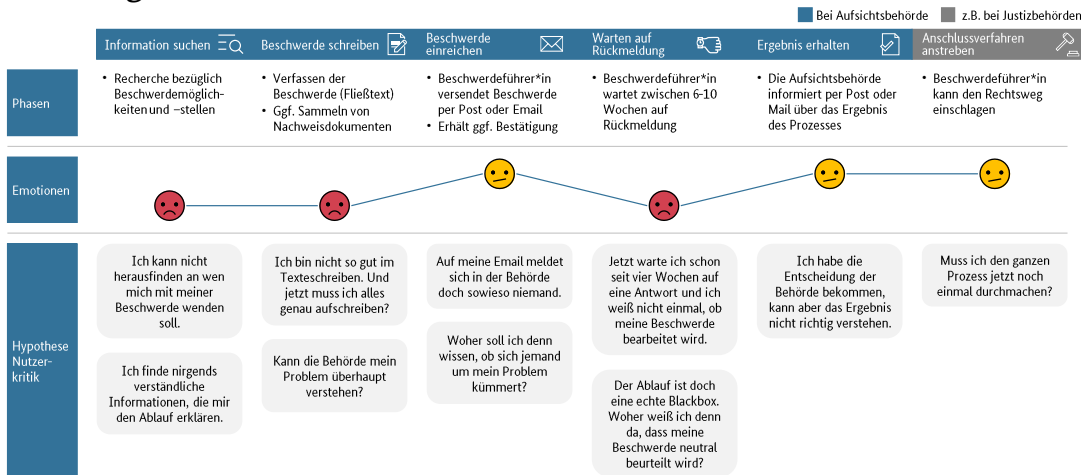 Bei Aufsichtsbehörde
z.B. bei Justizbehörden
Information suchen
Beschwerde schreiben
Beschwerde
einreichen
Warten auf
Rückmeldung
Ergebnis erhalten
Anschlussverfahren
anstreben
Phasen
• Recherche bezüglich
Beschwerdemöglich-
keiten und –stellen
• Verfassen der
Beschwerde (Fließtext)
• Ggf. Sammeln von
Nachweisdokumenten
• Beschwerdeführer*in
versendet Beschwerde
per Post oder Email
• Erhält ggf. Bestätigung
• Beschwerdeführer*in
wartet zwischen 6-10
Wochen auf
Rückmeldung
• Die Aufsichtsbehörde
informiert per Post oder
Mail über das Ergebnis
des Prozesses
• Beschwerdeführer*in
kann den Rechtsweg
einschlagen
Emotionen
Hypothese
Nutzer-
kritik
Ich kann nicht
herausfinden an wen
mich mit meiner
Beschwerde wenden
soll.
Ich finde nirgends
verständliche
Informationen, die mir
den Ablauf erklären.
Ich bin nicht so gut im
Texteschreiben. Und
jetzt muss ich alles
genau aufschreiben?
Kann die Behörde mein
Problem überhaupt
verstehen?
Auf meine Email meldet
sich in der Behörde
doch sowieso niemand.
Woher soll ich denn
wissen, ob sich jemand
um mein Problem
kümmert?
Jetzt warte ich schon
seit vier Wochen auf
eine Antwort und ich
weiß nicht einmal, ob
meine Beschwerde
bearbeitet wird.
Der Ablauf ist doch
eine echte Blackbox.
Woher weiß ich denn
da, dass meine
Beschwerde neutral
beurteilt wird?
Ich habe die
Entscheidung der
Behörde bekommen,
kann aber das Ergebnis
nicht richtig verstehen.
Muss ich den ganzen
Prozess jetzt noch
einmal durchmachen?